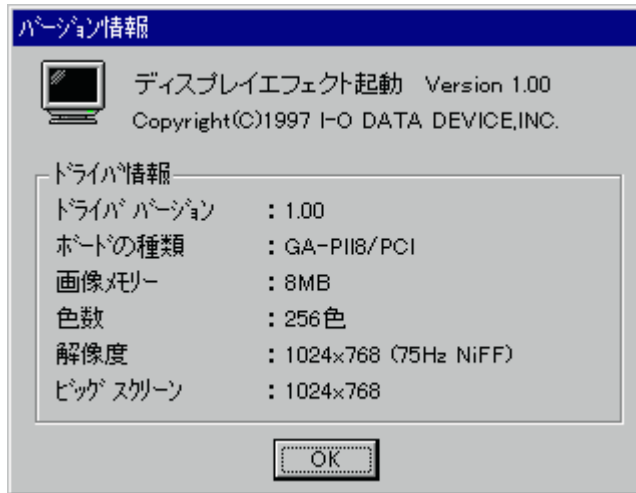 ﾊﾞｰｼﾞｮﾝ情報
ディスプレイエフェクト起動 Version 1.00
Copyright(C)1997 I-O DATA DEVICE,INC.
ﾄﾞﾗｲﾊﾞ情報
ﾄﾞﾗｲﾊﾞ ﾊﾞｰｼﾞｮﾝ : 1.00
ﾎﾞｰﾄﾞの種類 : GA-PII8/PCI
画像ﾒﾓﾘｰ : 8MB
色数 : 256色
解像度 : 1024×768 (75Hz NiFF)
ﾋﾞｯｸﾞ ｽｸﾘｰﾝ : 1024×768
OK